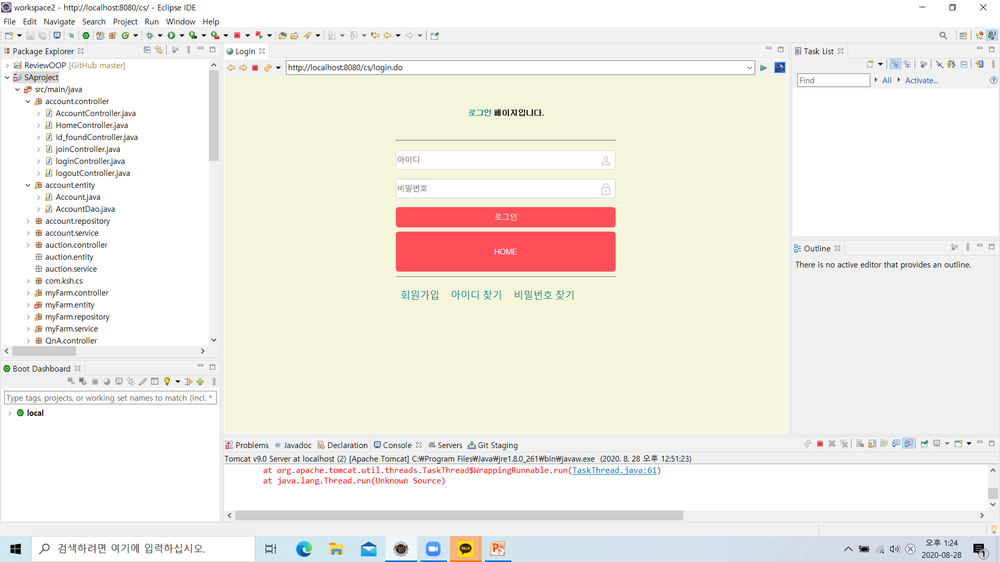 workspace2 - http://localhost:8080/cs/ - Eclipse IDE
File Edit Navigate Search Project Run Window Help
Package Explorer
ReviewOOP [GitHub master]
SAproject
src/main/java
account.controller
AccountController.java
HomeController.java
id_foundController.java
joinController.java
loginController.java
logoutController.java
account.entity
Account.java
AccountDao.java
account.repository
account.service
auction.controller
auction.entity
auction.service
com.ksh.cs
myFarm.controller
myFarm.entity
myFarm.repository
myFarm.service
QnA.controller
Boot Dashboard
Type tags, projects, or working set names to match (incl. *
local
LogIn
http://localhost:8080/cs/login.do
로그인 페이지입니다.
아이디
비밀번호
로그인
HOME
회원가입 아이디 찾기 비밀번호 찾기
Task List
Find All Activate...
Outline
There is no active editor that provides an outline.
Problems Javadoc Declaration Console Servers Git Staging
Tomcat v9.0 Server at localhost (2) [Apache Tomcat] C:₩Program Files₩Java₩jre1.8.0_261₩bin₩javaw.exe (2020. 8. 28 오후 12:51:23)
at org.apache.tomcat.util.threads.TaskThread$WrappingRunnable.run(TaskThread.java:61)
at java.lang.Thread.run(Unknown Source)
검색하려면 여기에 입력하십시오.
TALK
오후 1:24
2020-08-28
1